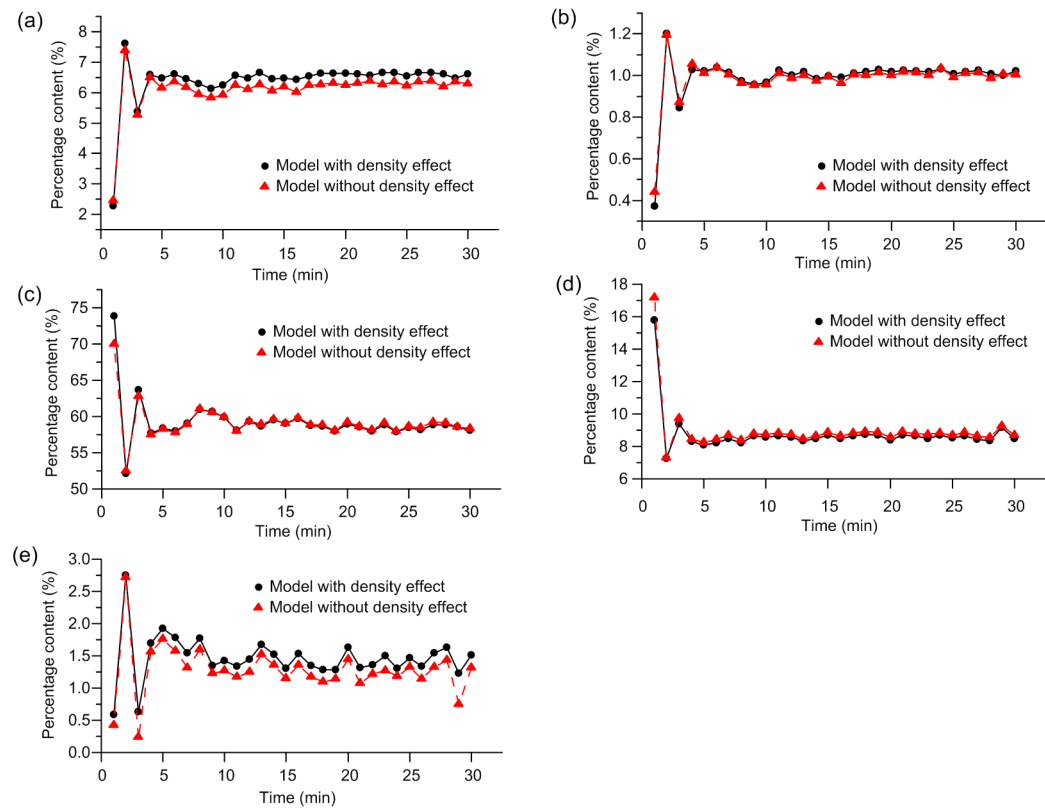 (a)
Percentage content (%)
8
7
6
5
4
3
2
Model with density effect
Model without density effect
0 5 10 15 20 25 30
Time (min)
(b)
Percentage content (%)
1.2
1.0
0.8
0.6
0.4
Model with density effect
Model without density effect
0 5 10 15 20 25 30
Time (min)
(c)
Percentage content (%)
75
70
65
60
55
50
Model with density effect
Model without density effect
0 5 10 15 20 25 30
Time (min)
(d)
Percentage content (%)
18
16
14
12
10
8
6
Model with density effect
Model without density effect
0 5 10 15 20 25 30
Time (min)
(e)
Percentage content (%)
3.0
2.5
2.0
1.5
1.0
0.5
0.0
Model with density effect
Model without density effect
0 5 10 15 20 25 30
Time (min)